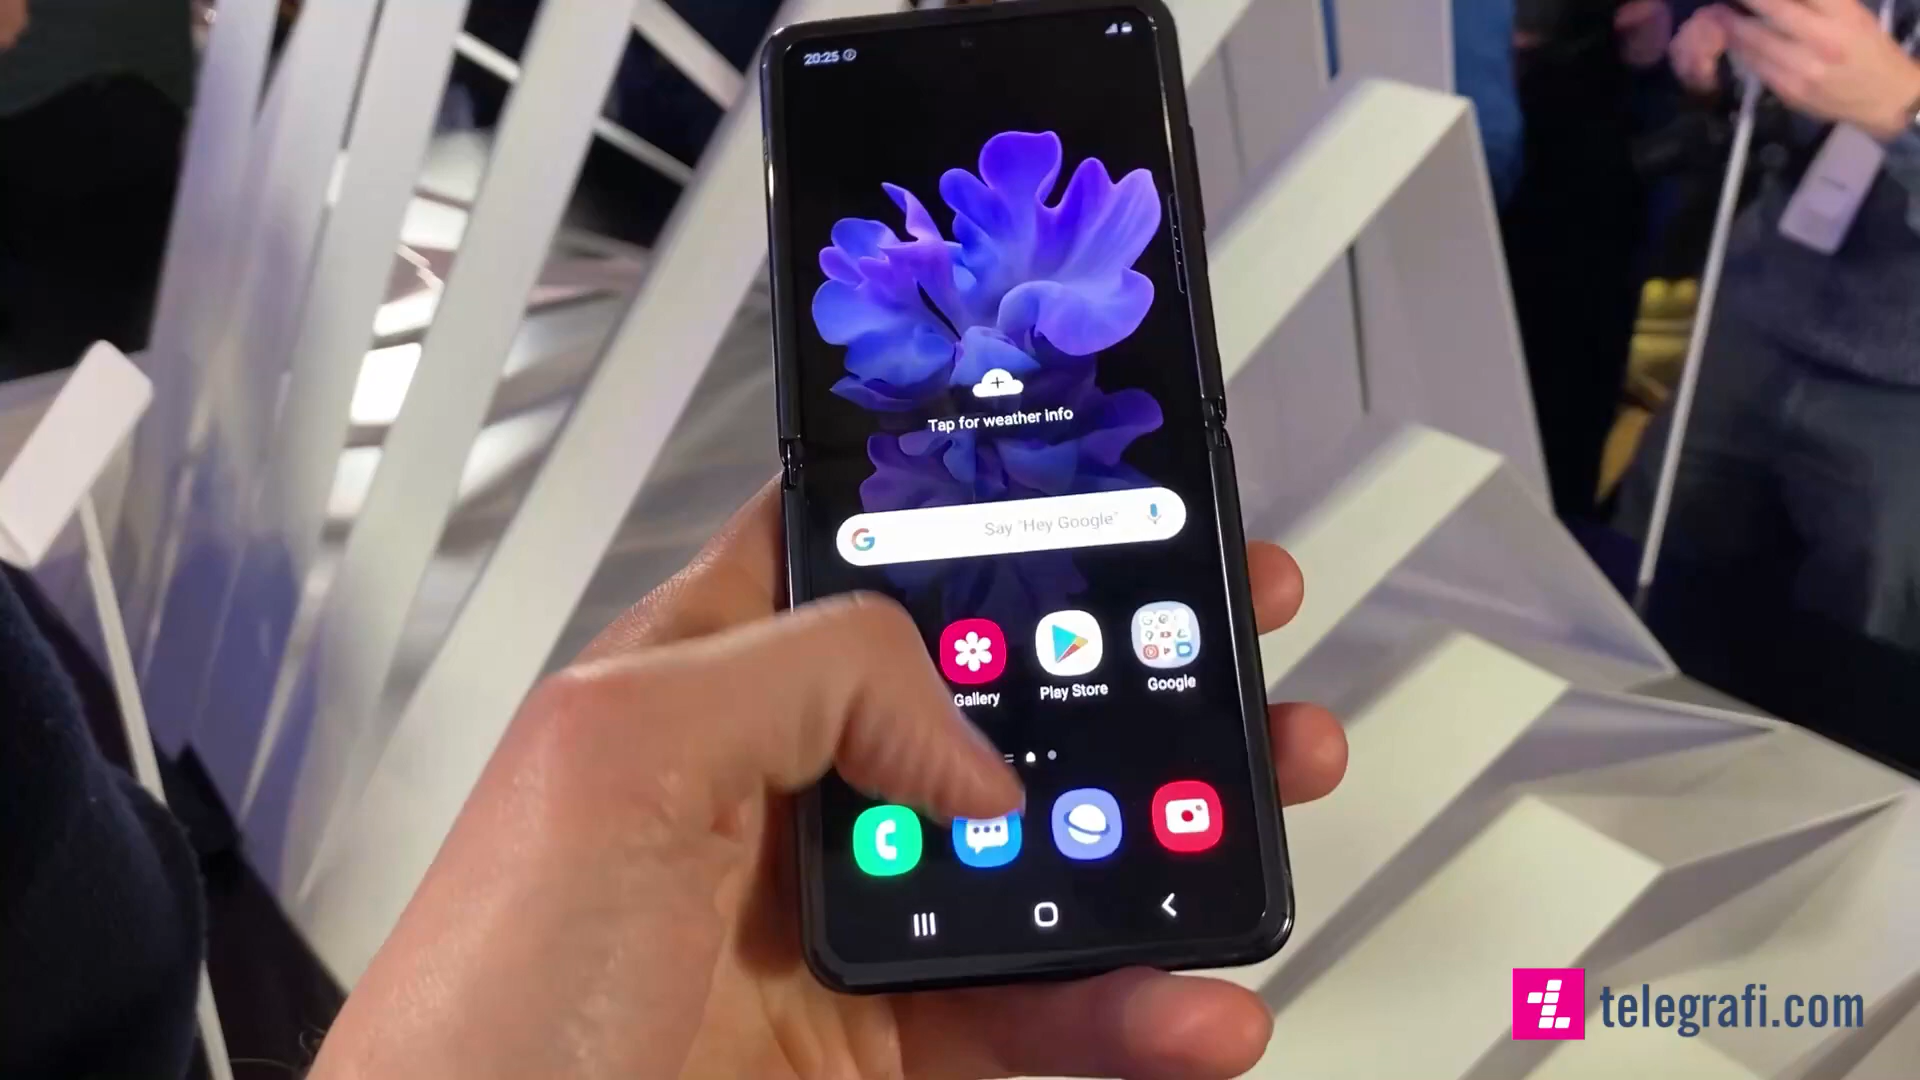 20:25
Tap for weather info
Say "Hey Google"
Gallery
Play Store
Google
telegrafi.com